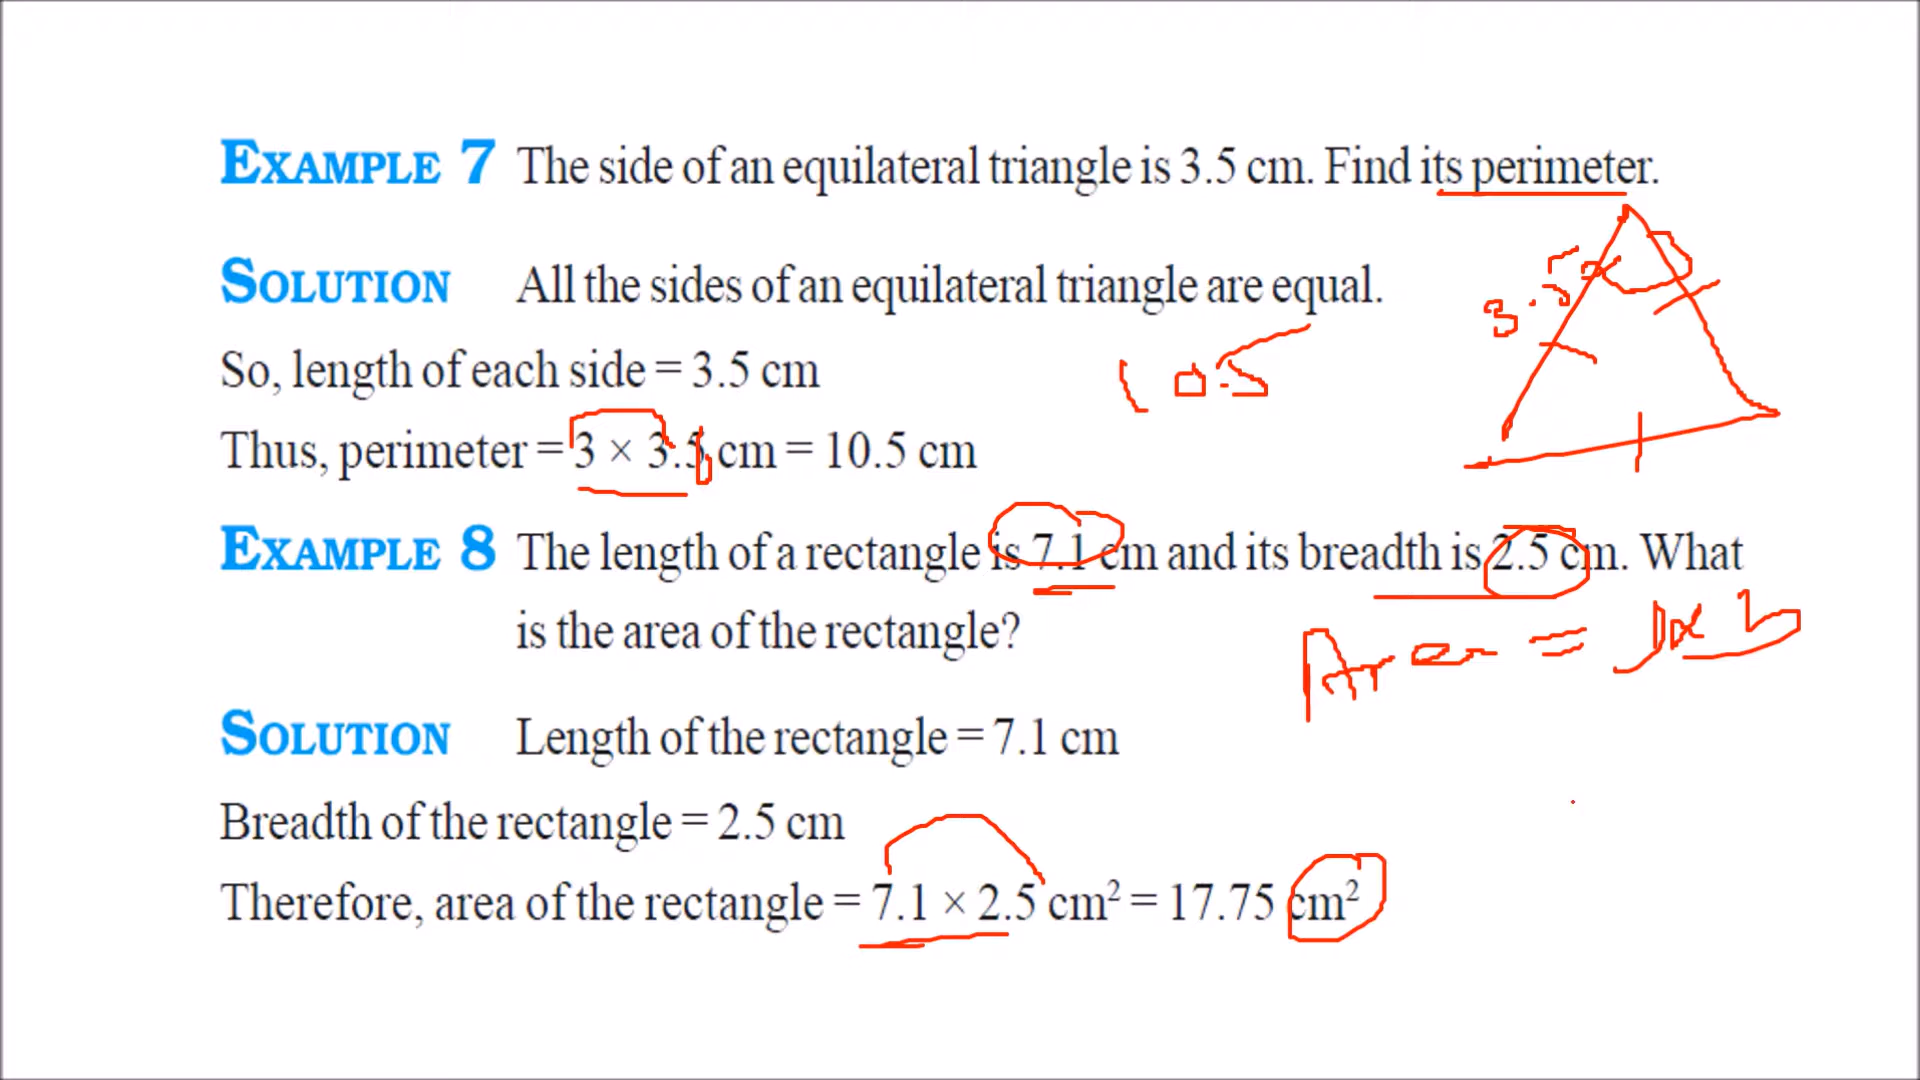 EXAMPLE 7 The side of an equilateral triangle is 3.5 cm. Find its perimeter.
SOLUTION All the sides of an equilateral triangle are equal.
3.5
So, length of each side = 3.5 cm
10.5
Thus, perimeter = 3 × 3.5 cm = 10.5 cm
EXAMPLE 8 The length of a rectangle is 7.1 cm and its breadth is 2.5 cm. What
is the area of the rectangle?
Area = l x b
SOLUTION Length of the rectangle = 7.1 cm
Breadth of the rectangle = 2.5 cm
Therefore, area of the rectangle = 7.1 × 2.5 cm² = 17.75 cm²